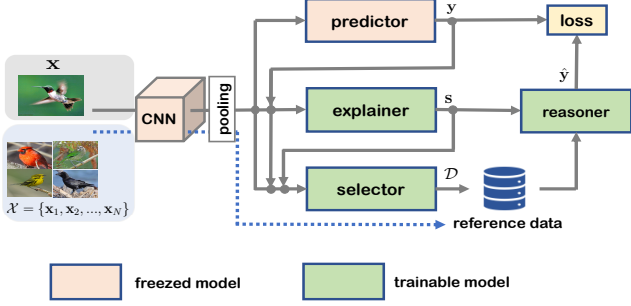 predictor
y
loss
x
ŷ
CNN
pooling
explainer
s
reasoner
selector
𝒟
𝒳 = {x₁, x₂, ..., x_N}
reference data
freezed model
trainable model